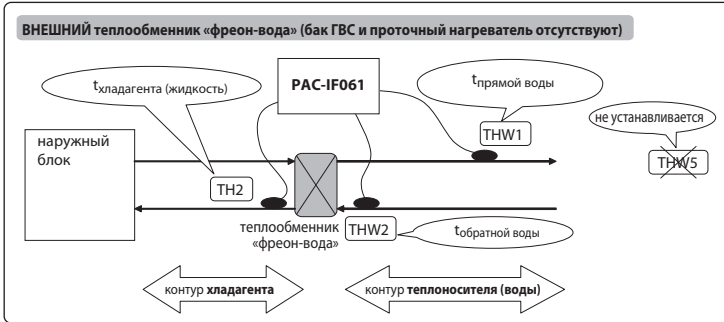 ВНЕШНИЙ теплообменник «фреон-вода» (бак ГВС и проточный нагреватель отсутствуют)
tхладагента (жидкость)
PAC-IF061
tпрямой воды
не устанавливается
наружный
блок
THW1
THW5
TH2
теплообменник
«фреон-вода»
THW2
tобратной воды
контур хладагента
контур теплоносителя (воды)